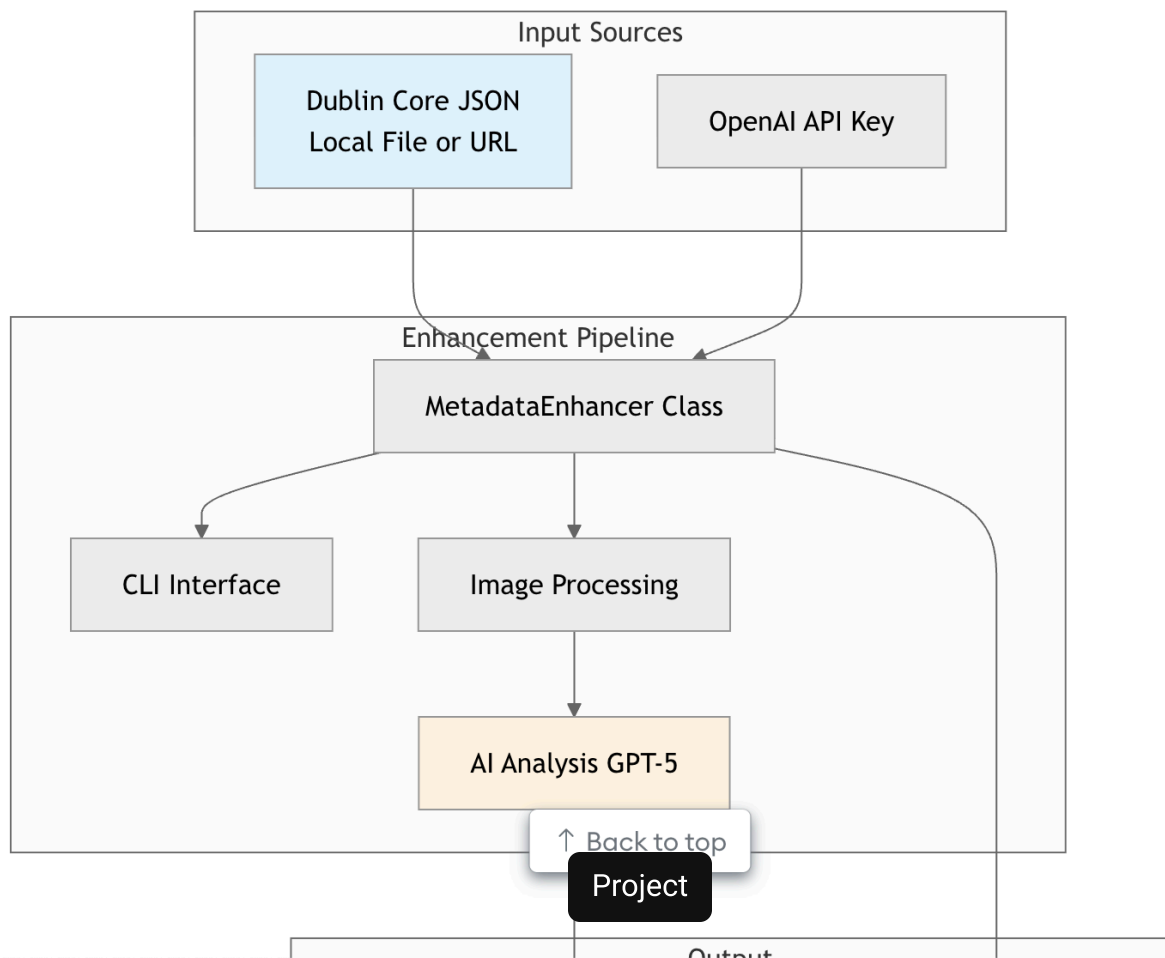 Input Sources
Dublin Core JSON
Local File or URL
OpenAI API Key
Enhancement Pipeline
MetadataEnhancer Class
CLI Interface
Image Processing
AI Analysis GPT-5
↑ Back to top
Project
Output